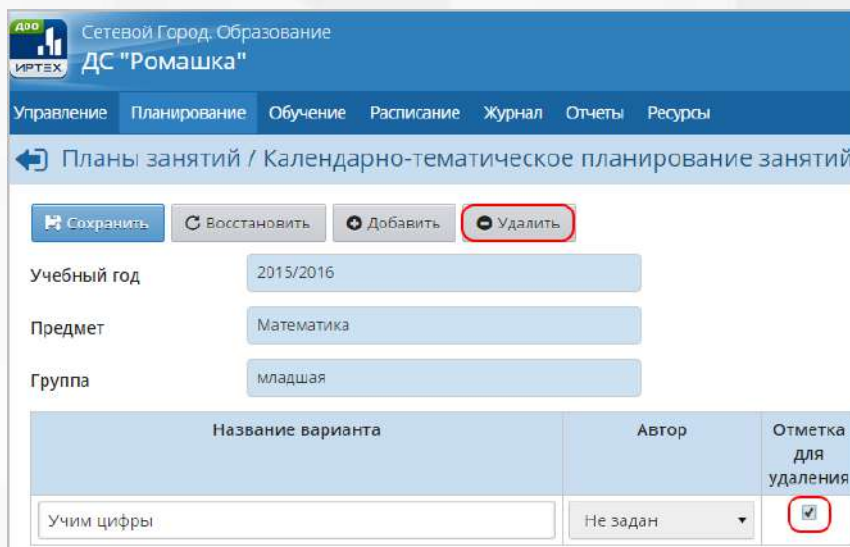 ДОО
ИРТЕХ
Сетевой Город. Образование
ДС "Ромашка"
Управление Планирование Обучение Расписание Журнал Отчеты Ресурсы
Планы занятий / Календарно-тематическое планирование занятий
Сохранить Восстановить Добавить Удалить
Учебный год 2015/2016
Предмет Математика
Группа младшая
Название варианта Автор Отметка
для
удаления
Учим цифры Не задан